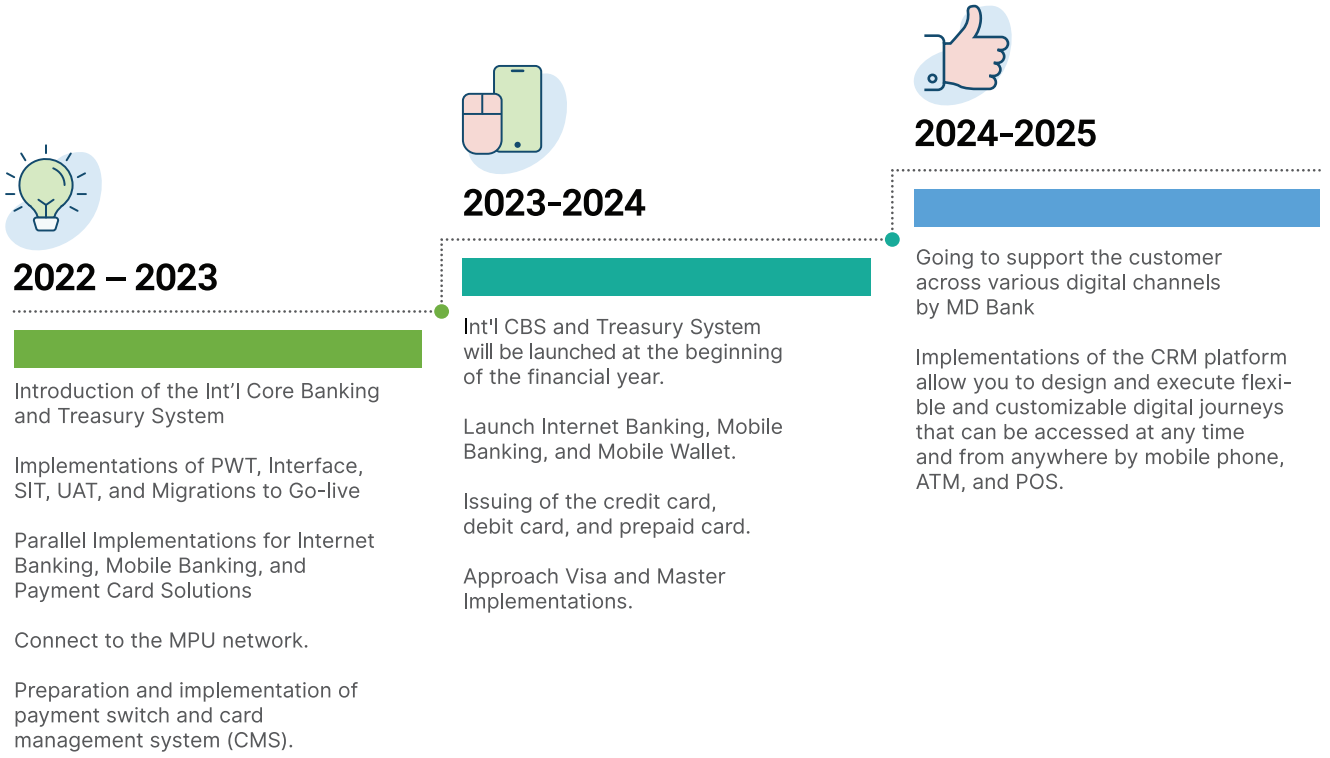 2022 – 2023
Introduction of the Int’l Core Banking
and Treasury System
Implementations of PWT, Interface,
SIT, UAT, and Migrations to Go-live
Parallel Implementations for Internet
Banking, Mobile Banking, and
Payment Card Solutions
Connect to the MPU network.
Preparation and implementation of
payment switch and card
management system (CMS).
2023-2024
Int'l CBS and Treasury System
will be launched at the beginning
of the financial year.
Launch Internet Banking, Mobile
Banking, and Mobile Wallet.
Issuing of the credit card,
debit card, and prepaid card.
Approach Visa and Master
Implementations.
2024-2025
Going to support the customer
across various digital channels
by MD Bank
Implementations of the CRM platform
allow you to design and execute flexi-
ble and customizable digital journeys
that can be accessed at any time
and from anywhere by mobile phone,
ATM, and POS.